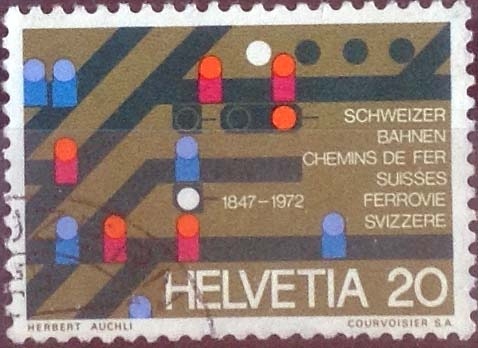 SCHWEIZER
BAHNEN
CHEMINS DE FER
SUISSES
1847-1972 FERROVIE
SVIZZERE
HELVETIA 20
HERBERT AUCHLI COURVOISIER S.A.